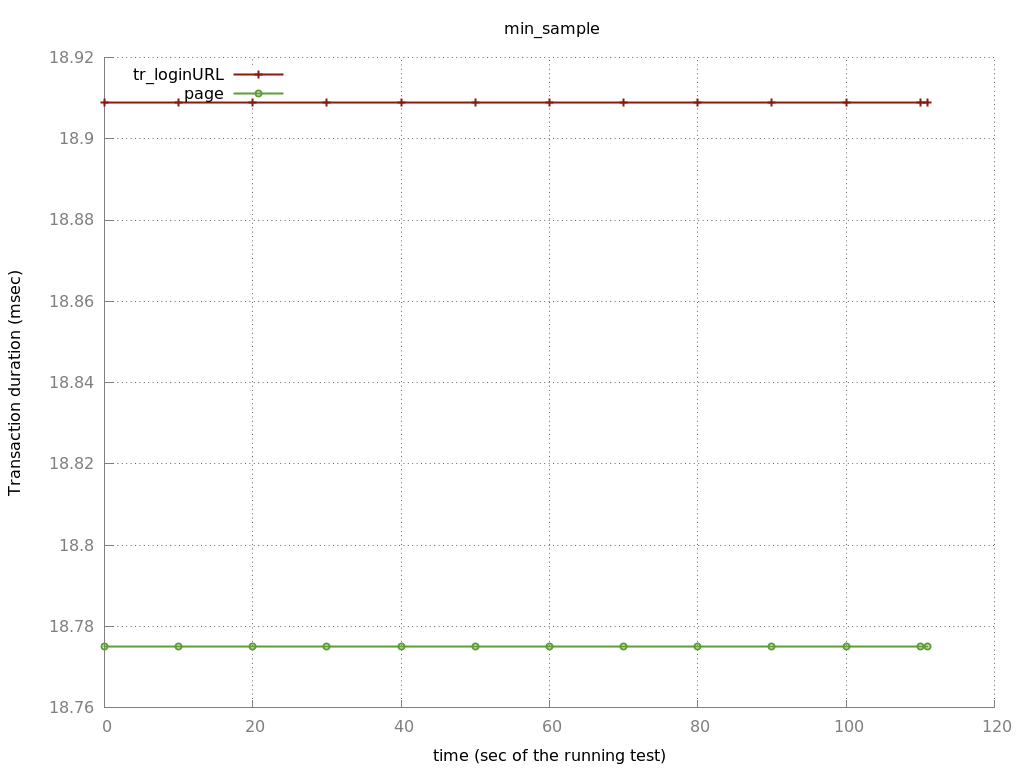 min_sample
18.92
tr_loginURL
page
18.9
18.88
18.86
18.84
18.82
18.8
18.78
18.76
Transaction duration (msec)
0 20 40 60 80 100 120
time (sec of the running test)